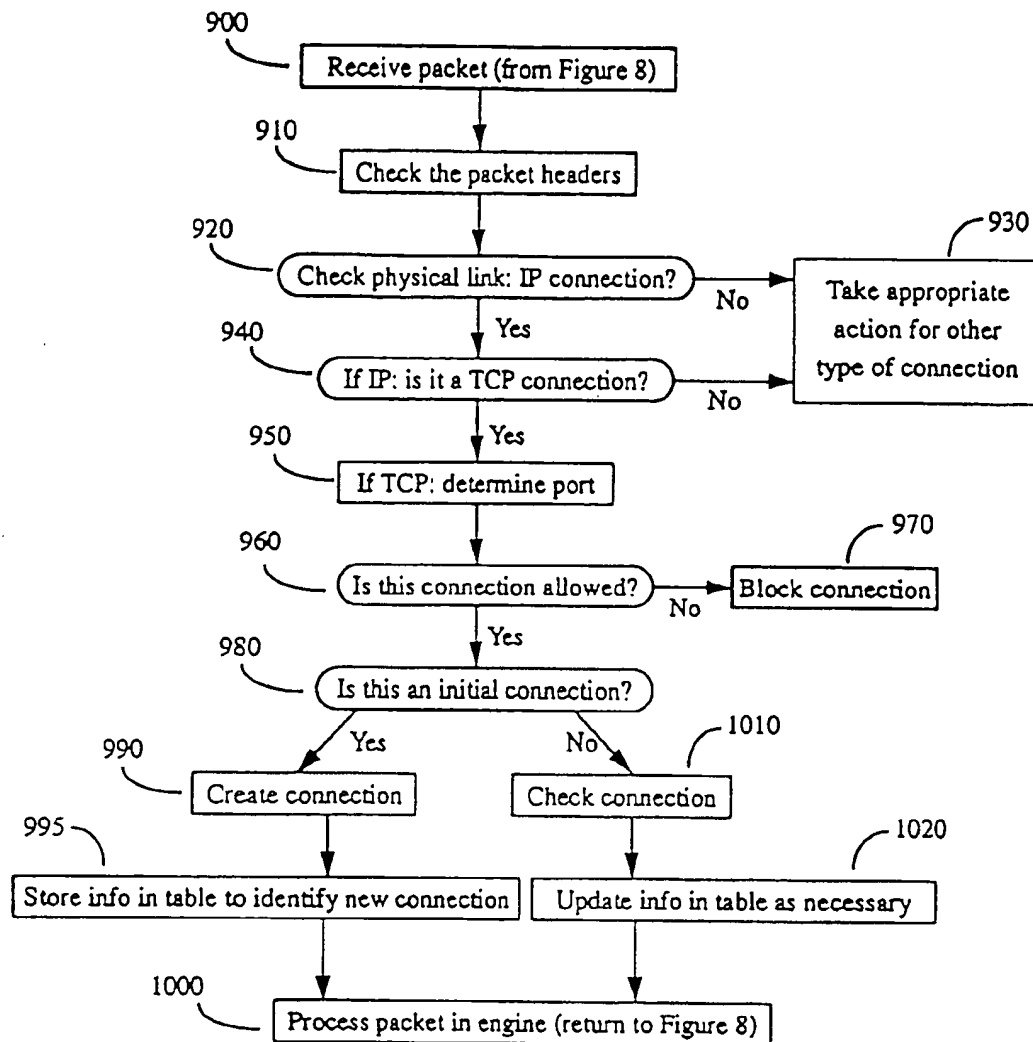 900
Receive packet (from Figure 8)
910
Check the packet headers
920
930
Check physical link: IP connection?
No
Take appropriate
action for other
type of connection
Yes
940
If IP: is it a TCP connection?
No
Yes
950
If TCP: determine port
960
970
Is this connection allowed?
No
Block connection
Yes
980
Is this an initial connection?
Yes
No
990
1010
Create connection
Check connection
995
1020
Store info in table to identify new connection
Update info in table as necessary
1000
Process packet in engine (return to Figure 8)